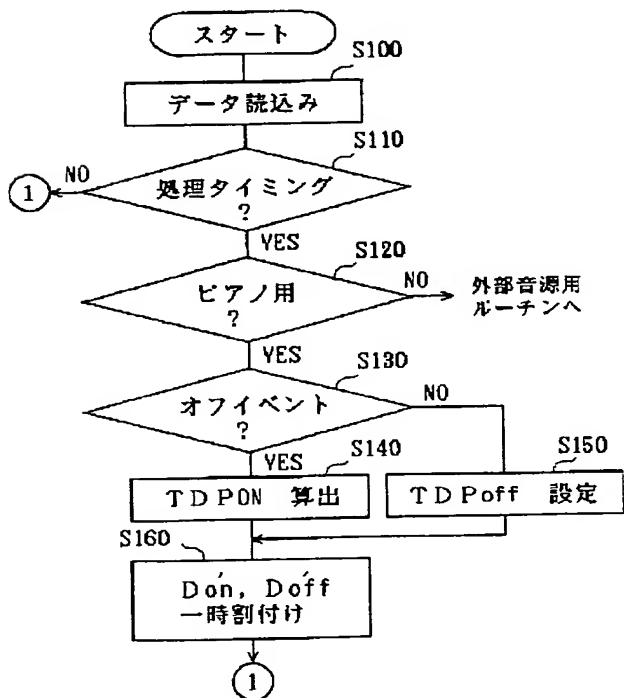 スタート
S100
データ読込み
S110
NO
①
処理タイミング
?
YES
S120
ピアノ用
?
NO
外部音源用
ルーチンへ
YES
S130
オフイベント
?
NO
YES
S140
TDPON 算出
S150
TDPoff 設定
S160
Do'n, Do'ff
一時割付け
①